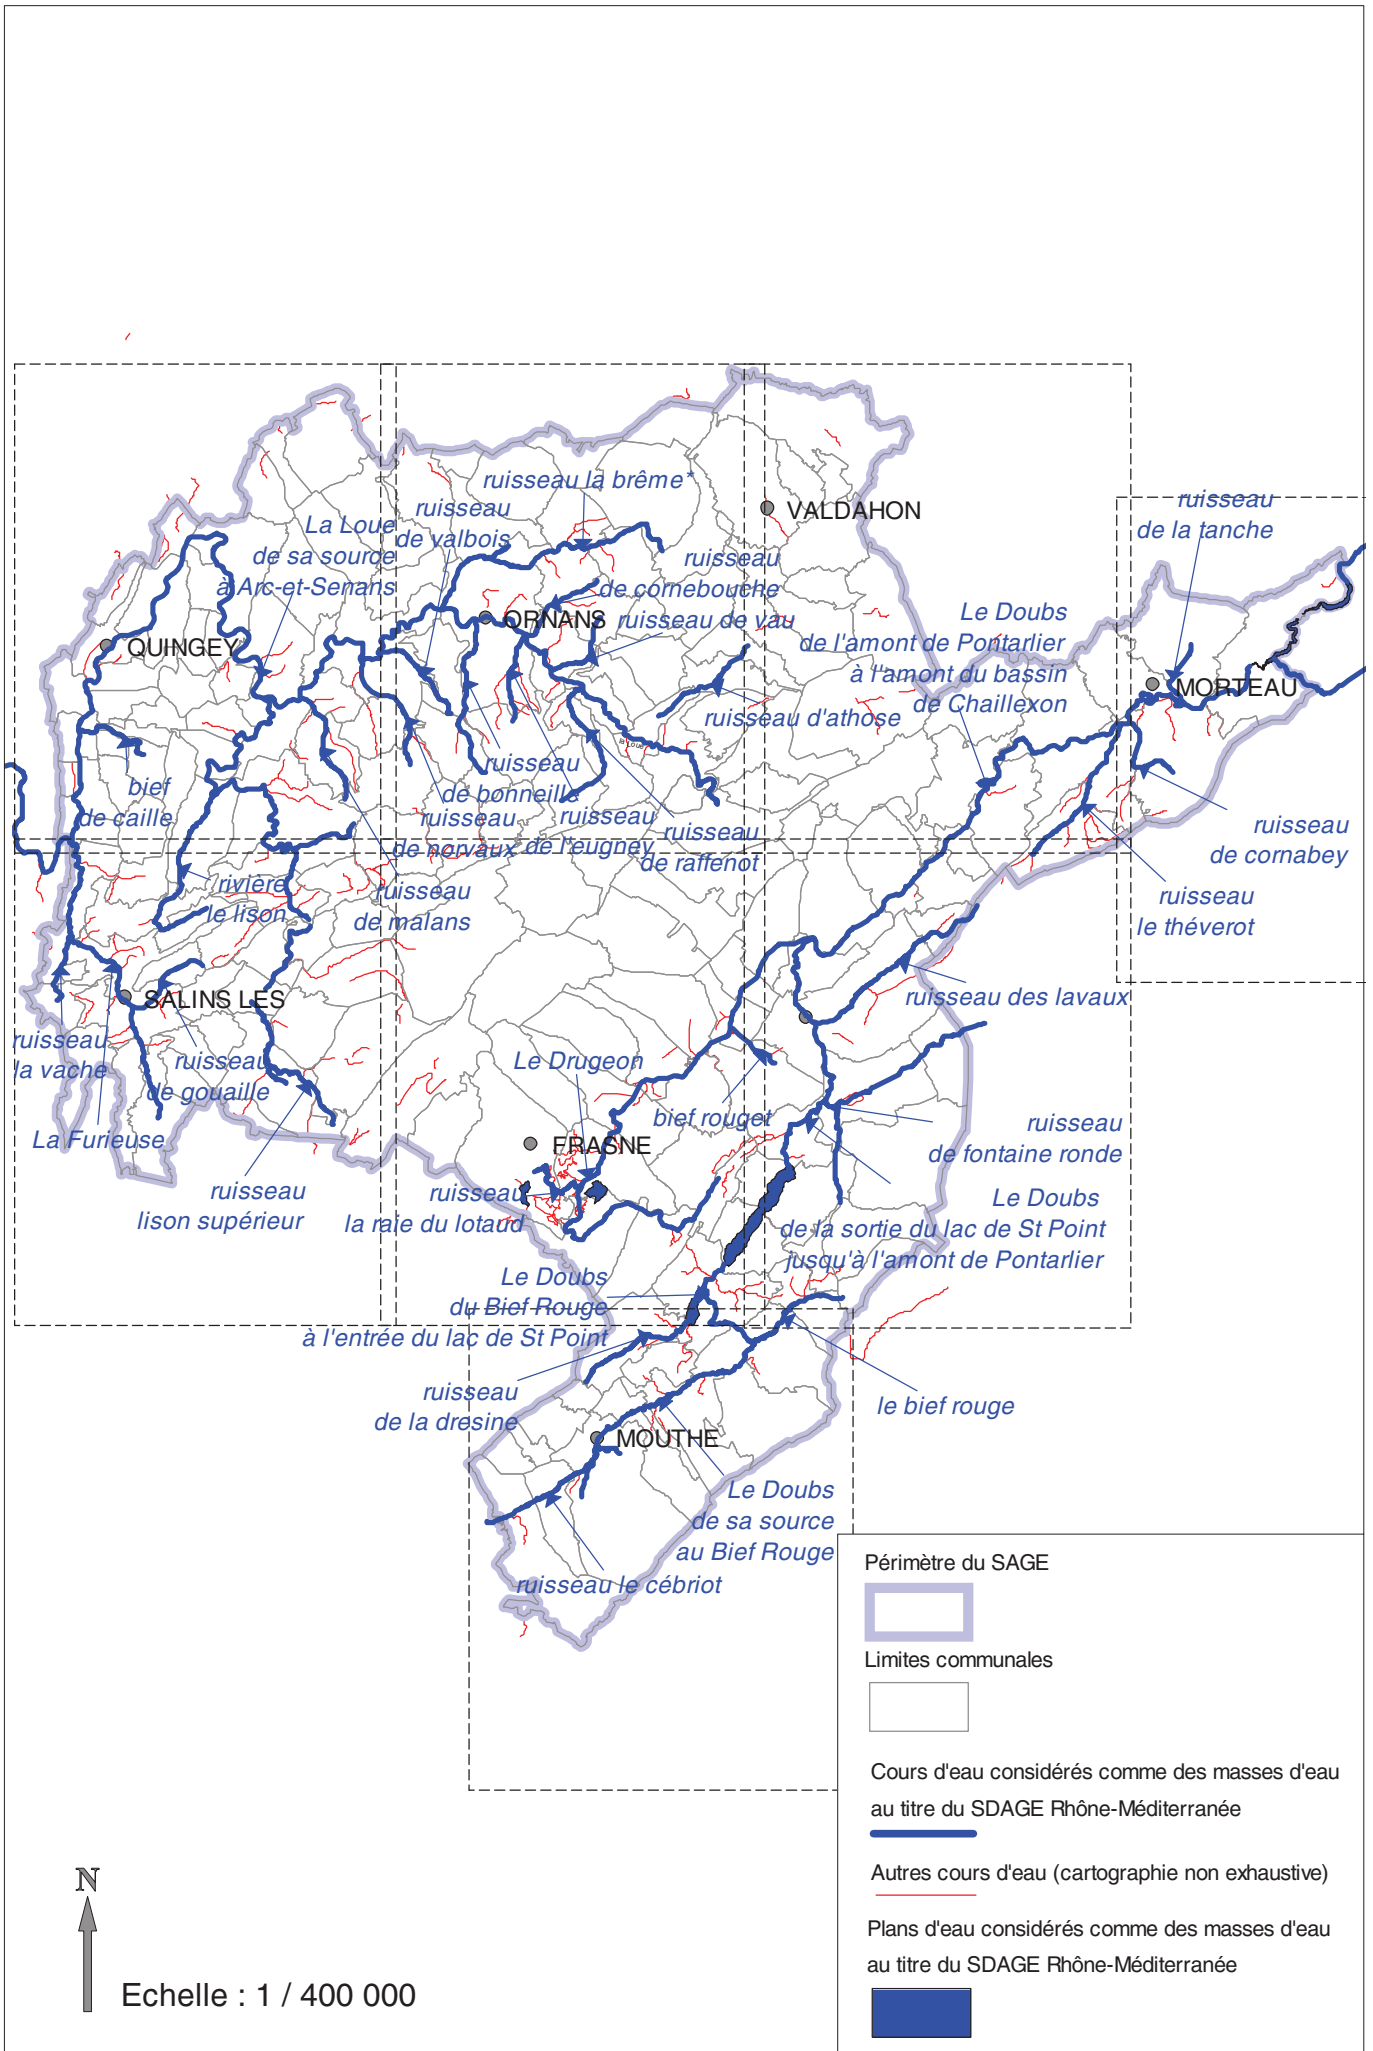 ruisseau la brême*
ruisseau
de valbois
La Loue
de sa source
à Arc-et-Senans
VALDAHON
ruisseau
de la tanche
ruisseau
de cornebouche
ORNANS
ruisseau de vau
QUINGEY
Le Doubs
de l'amont de Pontarlier
à l'amont du bassin
de Chaillexon
MORTEAU
ruisseau d'athose
la Loue
bief
de caille
ruisseau
de bonneille
ruisseau
de norvaux
ruisseau
de l'eugney
ruisseau
de raffenot
ruisseau
de cornabey
rivière
le lison
ruisseau
de malans
ruisseau
le théverot
SALINS LES
ruisseau des lavaux
ruisseau
la vache
ruisseau
de gouaille
Le Drugeon
bief rouget
La Furieuse
FRASNE
ruisseau
de fontaine ronde
ruisseau
lison supérieur
ruisseau
la raie du lotaud
Le Doubs
de la sortie du lac de St Point
jusqu'à l'amont de Pontarlier
Le Doubs
du Bief Rouge
à l'entrée du lac de St Point
ruisseau
de la dresine
le bief rouge
MOUTHE
Le Doubs
de sa source
au Bief Rouge
ruisseau le cébriot
Périmètre du SAGE
Limites communales
Cours d'eau considérés comme des masses d'eau
au titre du SDAGE Rhône-Méditerranée
Autres cours d'eau (cartographie non exhaustive)
Plans d'eau considérés comme des masses d'eau
au titre du SDAGE Rhône-Méditerranée
N
Echelle : 1 / 400 000